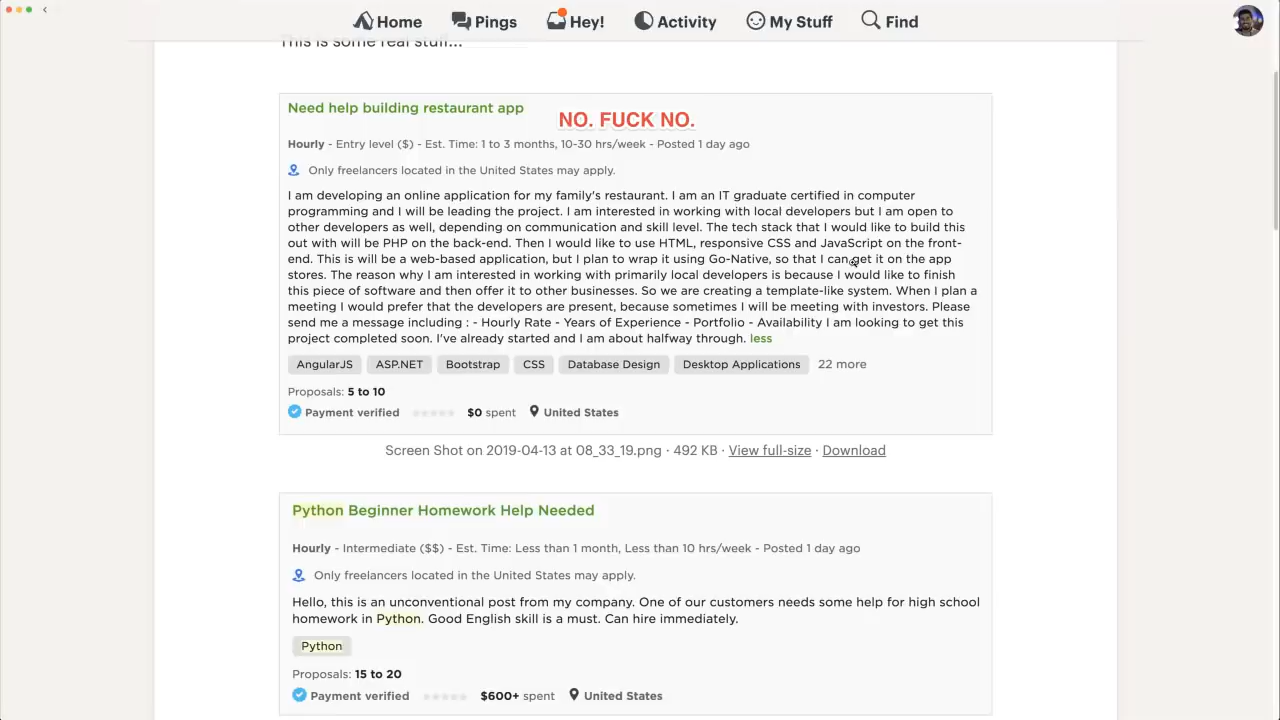 Home Pings Hey! Activity My Stuff Find
This is some real stuff...
Need help building restaurant app
NO. FUCK NO.
Hourly - Entry level ($) - Est. Time: 1 to 3 months, 10-30 hrs/week - Posted 1 day ago
Only freelancers located in the United States may apply.
I am developing an online application for my family's restaurant. I am an IT graduate certified in computer
programming and I will be leading the project. I am interested in working with local developers but I am open to
other developers as well, depending on communication and skill level. The tech stack that I would like to build this
out with will be PHP on the back-end. Then I would like to use HTML, responsive CSS and JavaScript on the front-
end. This is will be a web-based application, but I plan to wrap it using Go-Native, so that I can get it on the app
stores. The reason why I am interested in working with primarily local developers is because I would like to finish
this piece of software and then offer it to other businesses. So we are creating a template-like system. When I plan a
meeting I would prefer that the developers are present, because sometimes I will be meeting with investors. Please
send me a message including : - Hourly Rate - Years of Experience - Portfolio - Availability I am looking to get this
project completed soon. I've already started and I am about halfway through. less
AngularJS ASP.NET Bootstrap CSS Database Design Desktop Applications 22 more
Proposals: 5 to 10
Payment verified $0 spent United States
Screen Shot on 2019-04-13 at 08_33_19.png · 492 KB · View full-size · Download
Python Beginner Homework Help Needed
Hourly - Intermediate ($$) - Est. Time: Less than 1 month, Less than 10 hrs/week - Posted 1 day ago
Only freelancers located in the United States may apply.
Hello, this is an unconventional post from my company. One of our customers needs some help for high school
homework in Python. Good English skill is a must. Can hire immediately.
Python
Proposals: 15 to 20
Payment verified $600+ spent United States